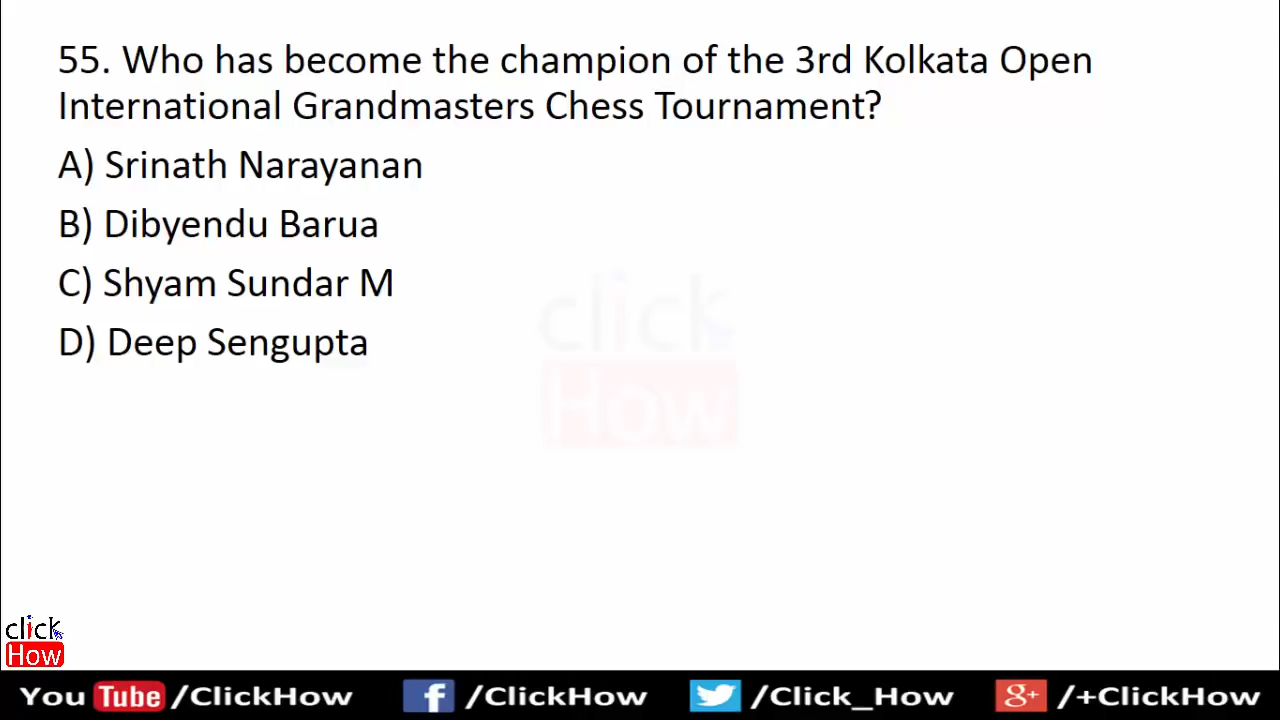 55. Who has become the champion of the 3rd Kolkata Open
International Grandmasters Chess Tournament?
A) Srinath Narayanan
B) Dibyendu Barua
C) Shyam Sundar M
D) Deep Sengupta
click
How
click
How
You Tube /ClickHow f /ClickHow /Click_How g+ /+ClickHow